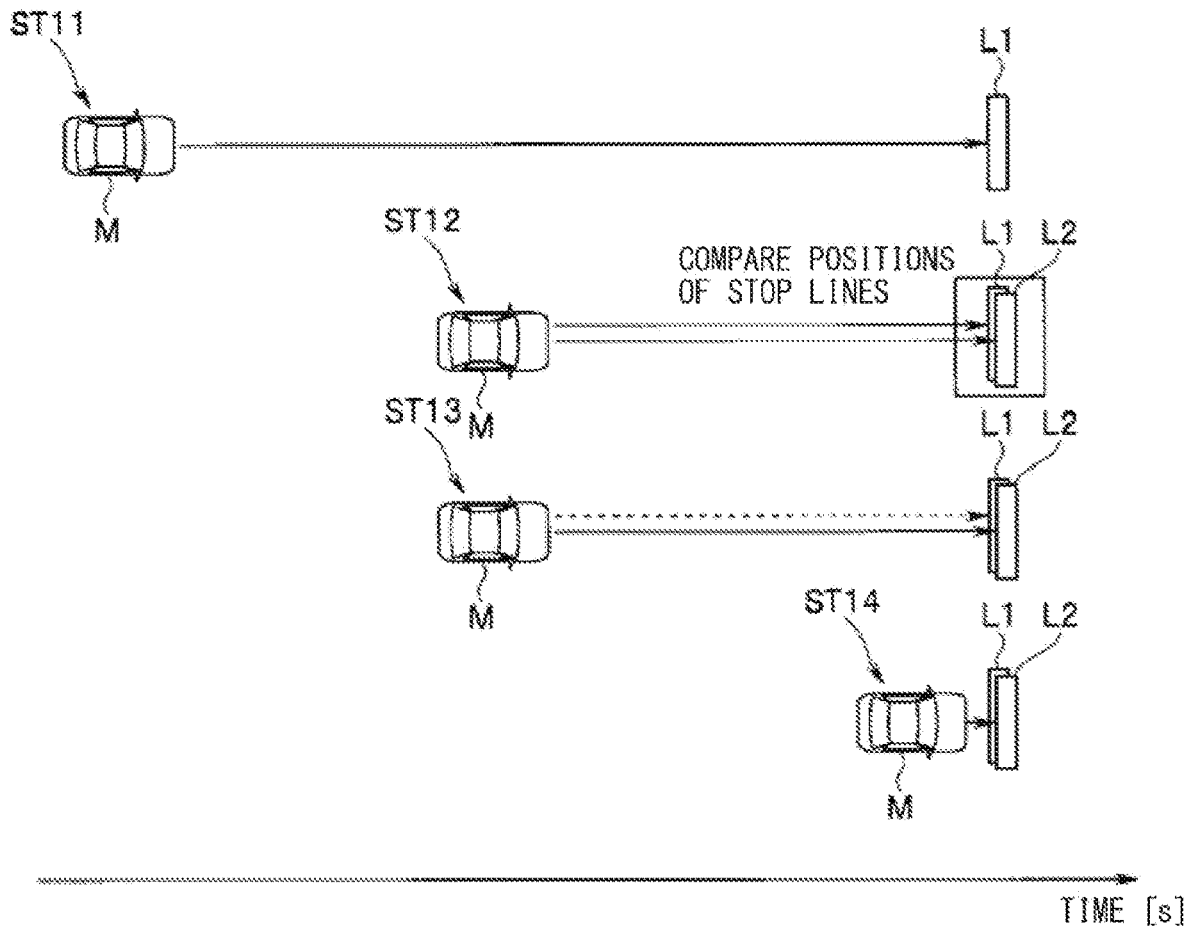 ST11
L1
M
ST12
L1 L2
COMPARE POSITIONS
OF STOP LINES
M
ST13
L1 L2
M
ST14
L1 L2
M
TIME [s]